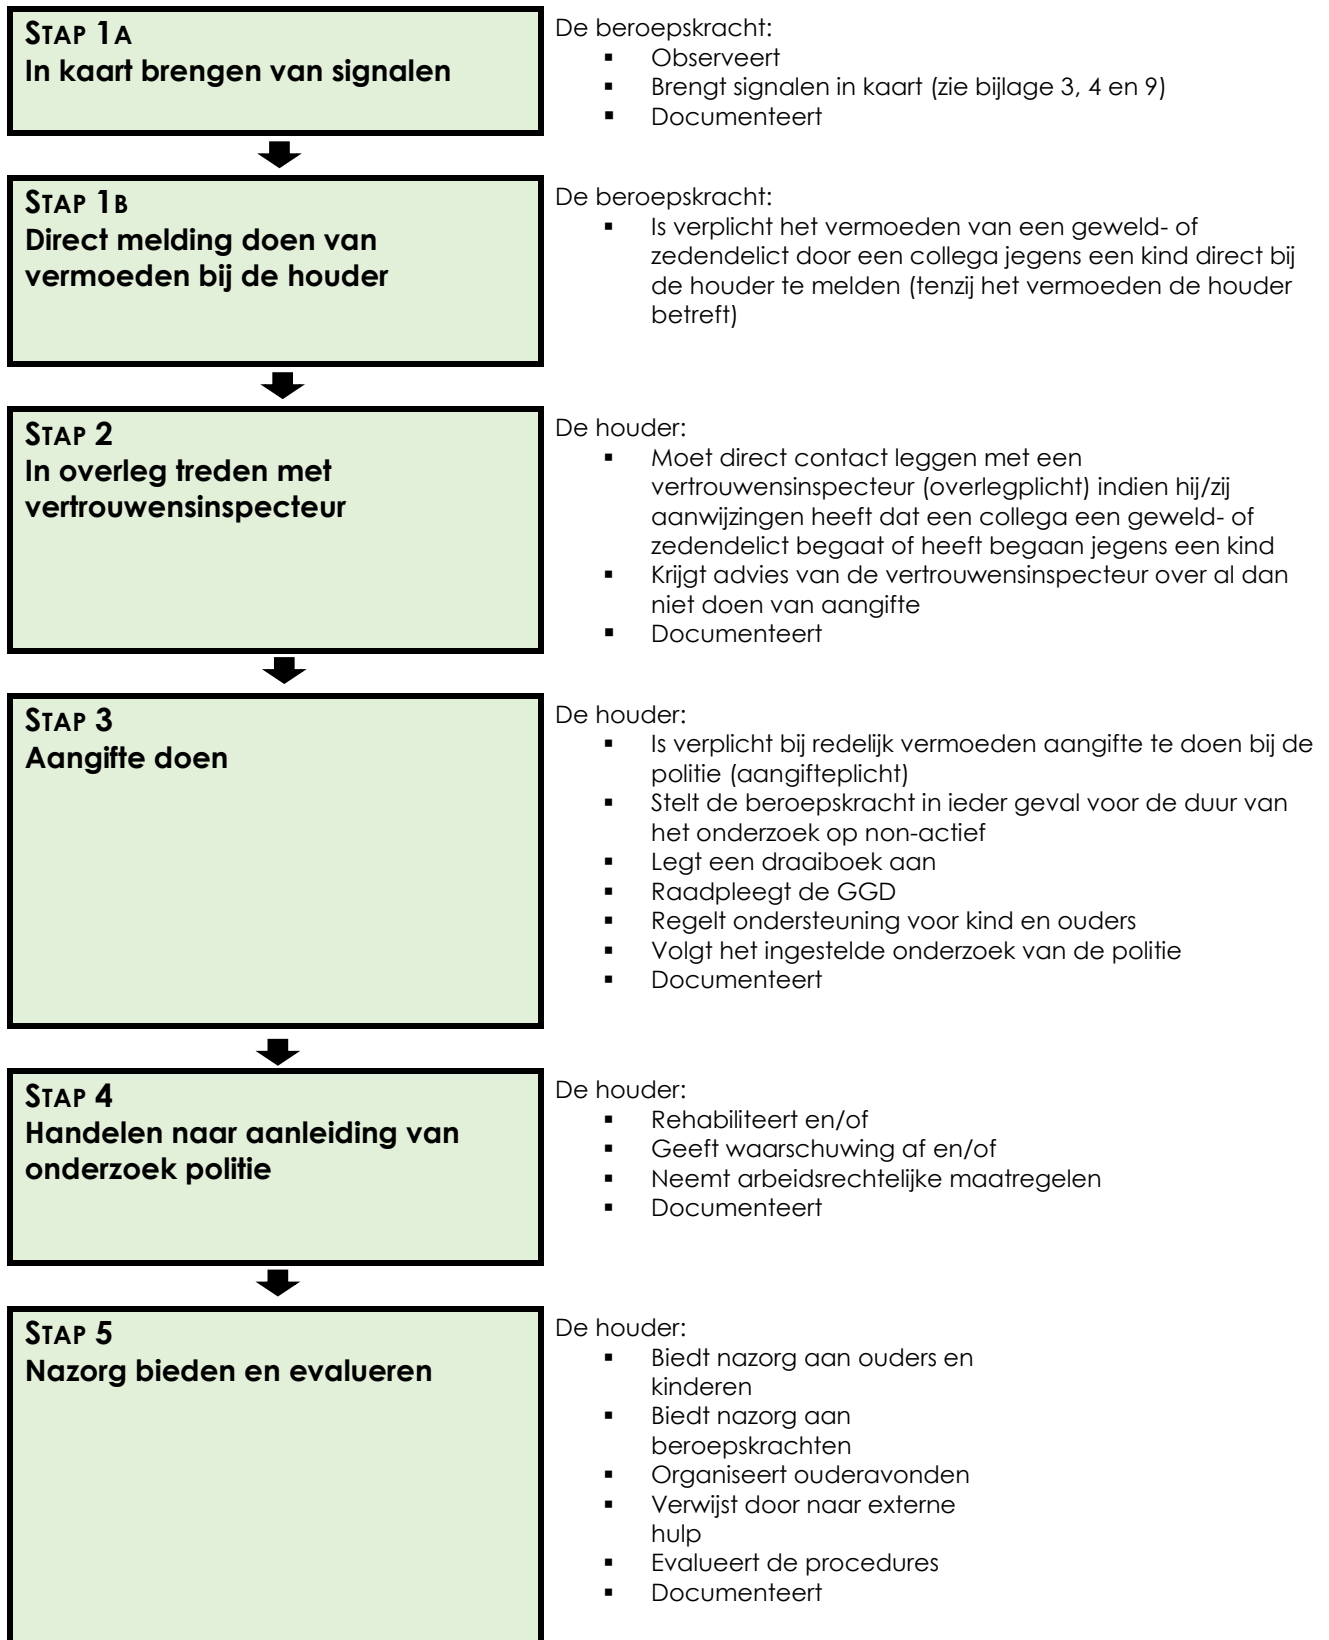 STAP 1A
In kaart brengen van signalen
De beroepskracht:
▪ Observeert
▪ Brengt signalen in kaart (zie bijlage 3, 4 en 9)
▪ Documenteert
STAP 1B
Direct melding doen van
vermoeden bij de houder
De beroepskracht:
▪ Is verplicht het vermoeden van een geweld- of
zedendelict door een collega jegens een kind direct bij
de houder te melden (tenzij het vermoeden de houder
betreft)
STAP 2
In overleg treden met
vertrouwensinspecteur
De houder:
▪ Moet direct contact leggen met een
vertrouwensinspecteur (overlegplicht) indien hij/zij
aanwijzingen heeft dat een collega een geweld- of
zedendelict begaat of heeft begaan jegens een kind
▪ Krijgt advies van de vertrouwensinspecteur over al dan
niet doen van aangifte
▪ Documenteert
STAP 3
Aangifte doen
De houder:
▪ Is verplicht bij redelijk vermoeden aangifte te doen bij de
politie (aangifteplicht)
▪ Stelt de beroepskracht in ieder geval voor de duur van
het onderzoek op non-actief
▪ Legt een draaiboek aan
▪ Raadpleegt de GGD
▪ Regelt ondersteuning voor kind en ouders
▪ Volgt het ingestelde onderzoek van de politie
▪ Documenteert
STAP 4
Handelen naar aanleiding van
onderzoek politie
De houder:
▪ Rehabiliteert en/of
▪ Geeft waarschuwing af en/of
▪ Neemt arbeidsrechtelijke maatregelen
▪ Documenteert
STAP 5
Nazorg bieden en evalueren
De houder:
▪ Biedt nazorg aan ouders en
kinderen
▪ Biedt nazorg aan
beroepskrachten
▪ Organiseert ouderavonden
▪ Verwijst door naar externe
hulp
▪ Evalueert de procedures
▪ Documenteert